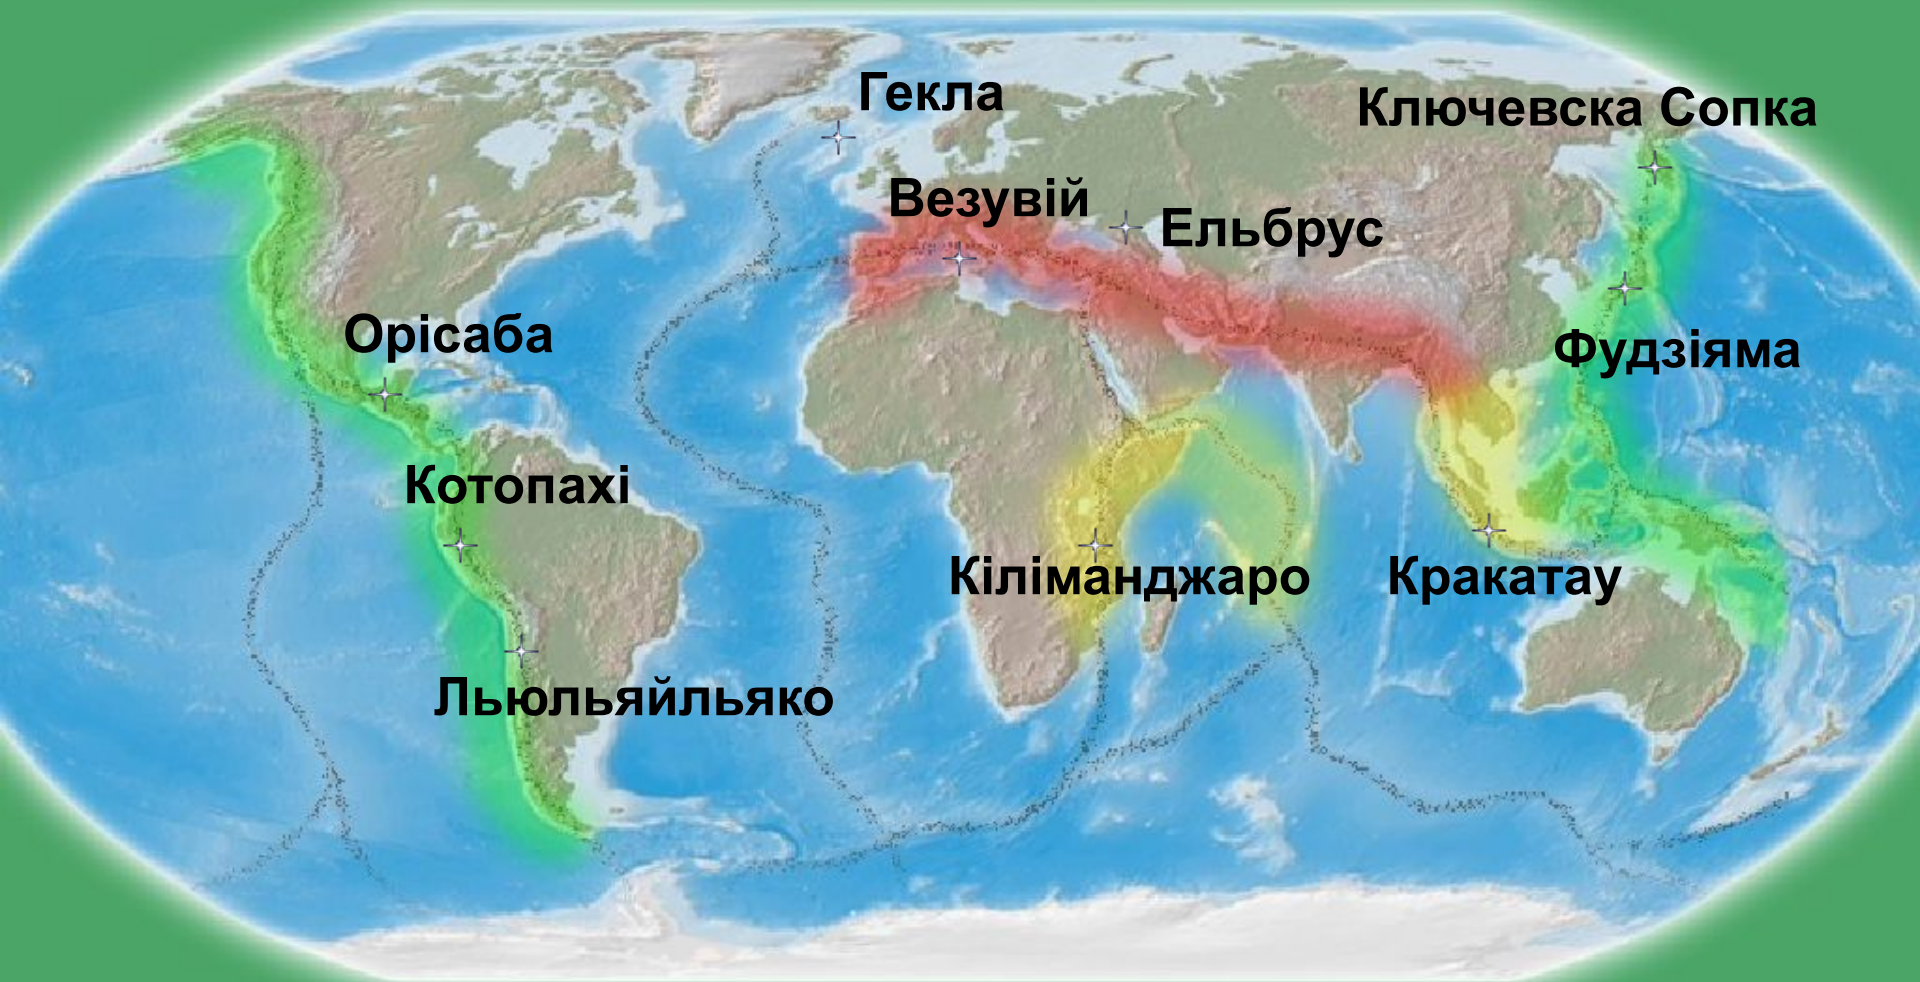 Гекла
Ключевска Сопка
Везувій
Ельбрус
Орісаба
Фудзіяма
Котопахі
Кіліманджаро
Кракатау
Льюльяйльяко